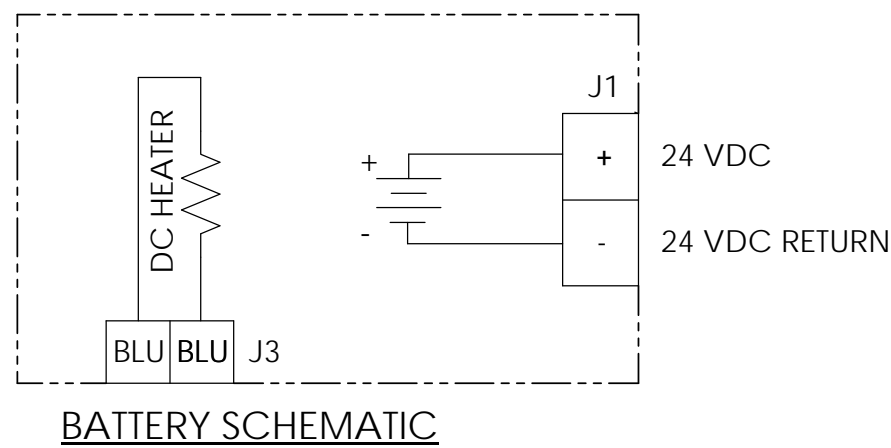 J1
DC HEATER
+
+
24 VDC
-
-
24 VDC RETURN
BLU
BLU
J3
BATTERY SCHEMATIC